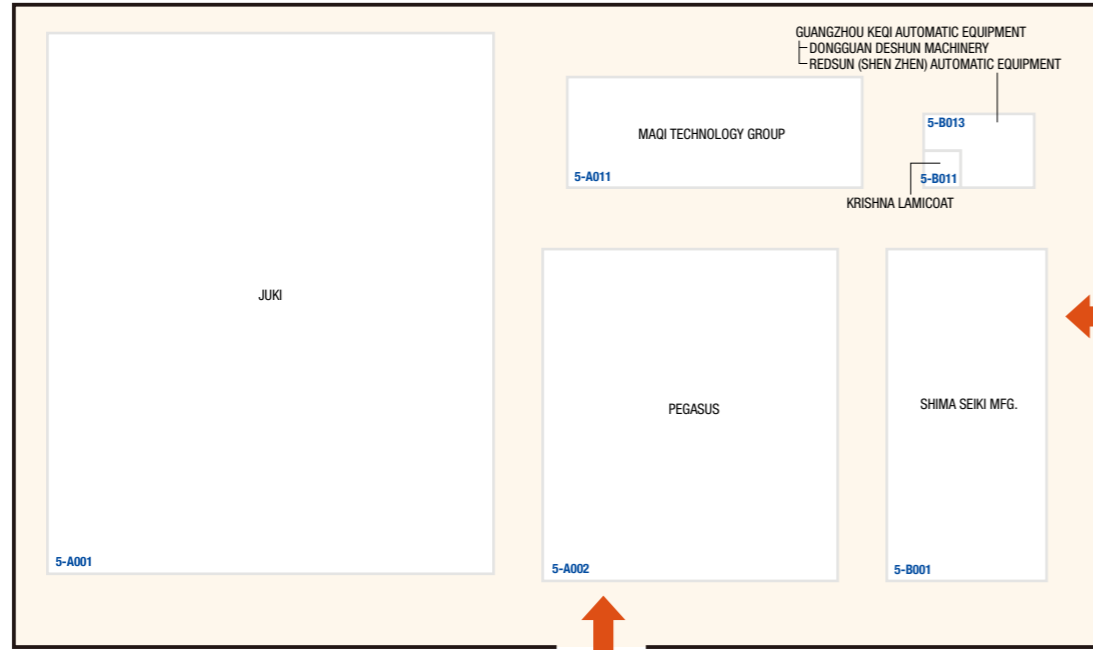 GUANGZHOU KEQI AUTOMATIC EQUIPMENT
DONGGUAN DESHUN MACHINERY
REDSUN (SHEN ZHEN) AUTOMATIC EQUIPMENT
MAQI TECHNOLOGY GROUP
5-A011
5-B013
5-B011
KRISHNA LAMICOAT
JUKI
5-A001
PEGASUS
5-A002
SHIMA SEIKI MFG.
5-B001